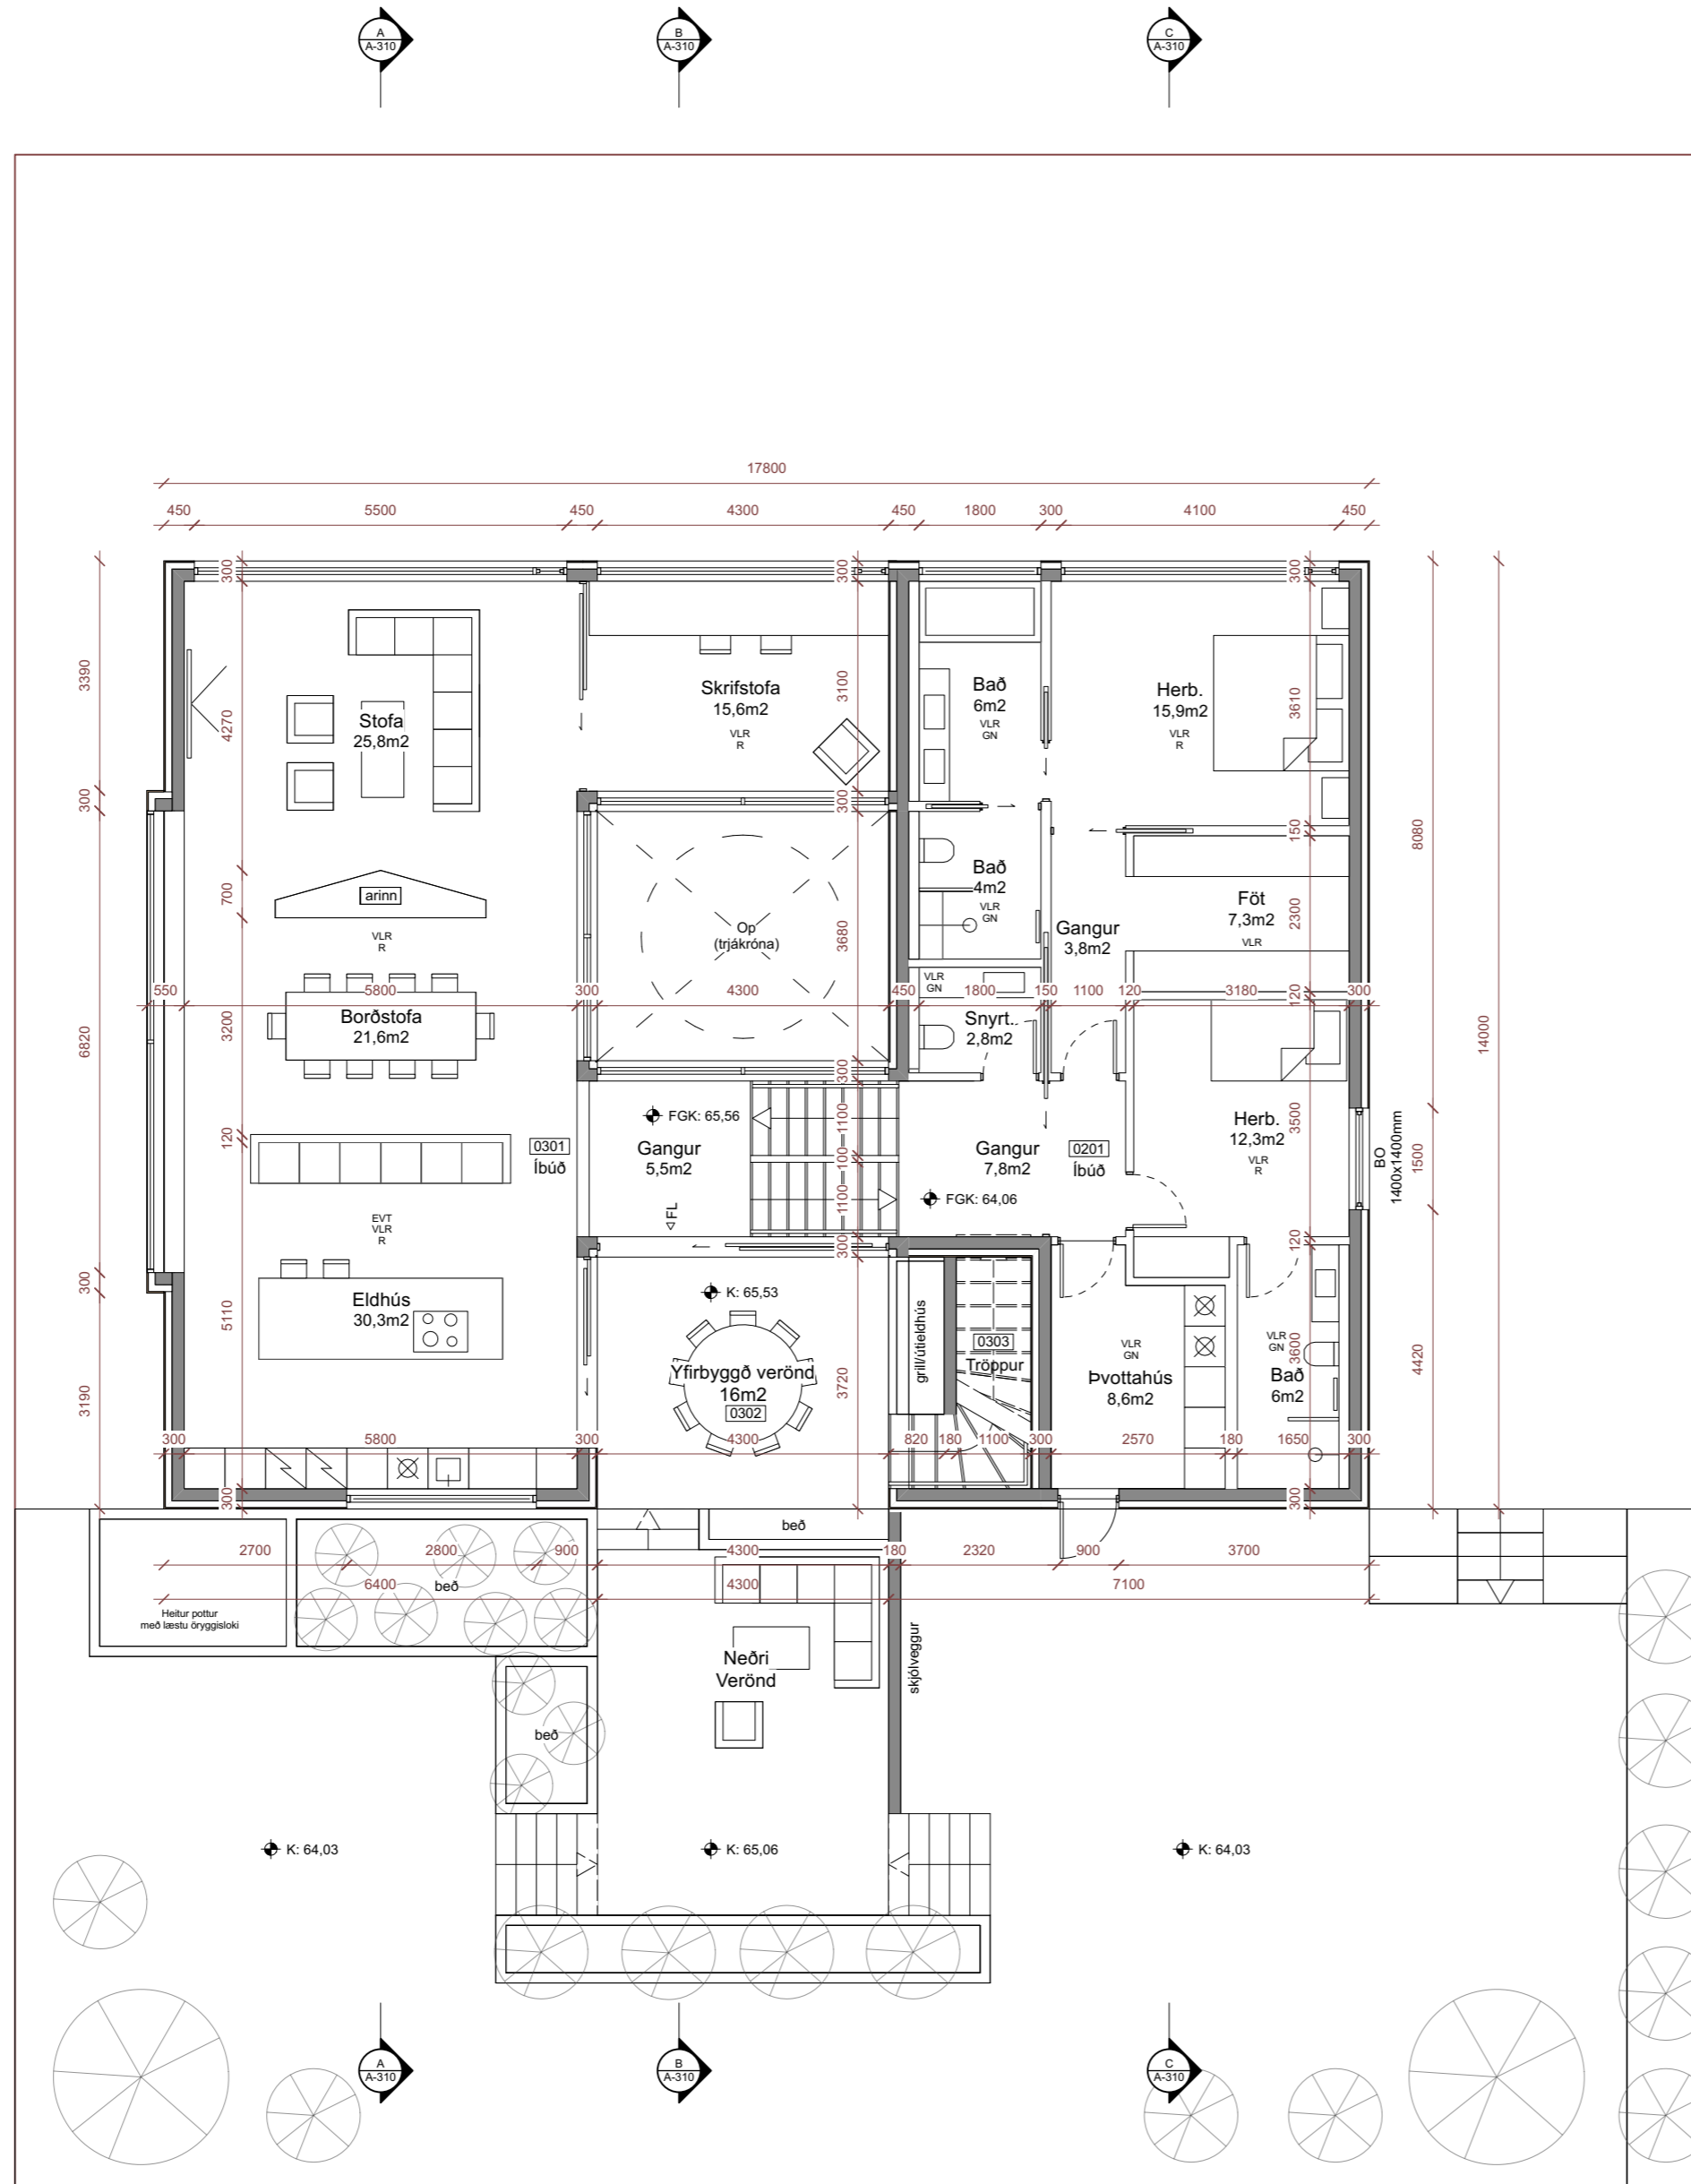 A
A-310
B
A-310
C
A-310
17800
450
5500
450
4300
450
1800
300
4100
450
300
300
300
3390
4270
Stofa
25,8m2
Skrifstofa
15,6m2
VLR
R
3100
Bað
6m2
VLR
GN
Herb.
15,9m2
VLR
R
3610
300
300
150
8080
700
arinn
VLR
R
Op
(trjákróna)
3680
Bað
4m2
VLR
GN
Gangur
3,8m2
Föt
7,3m2
VLR
2300
VLR
GN
550
5800
300
4300
450
1800
150
1100
120
3180
120
300
Borðstofa
21,6m2
3200
6820
Snyrt.
2,8m2
14000
300
FGK: 65,56
1100
120
0301
Íbúð
Gangur
5,5m2
100
Gangur
7,8m2
0201
Íbúð
Herb.
12,3m2
VLR
R
3500
BO
1400x1400mm
1500
1100
FGK: 64,06
FL
EVT
VLR
R
300
120
300
K: 65,53
Eldhús
30,3m2
5110
grill/útieldhús
0303
Tröppur
VLR
GN
VLR
GN
3600
4420
Yfirbyggð verönd
16m2
0302
3720
Þvottahús
8,6m2
Bað
6m2
3190
300
5800
300
4300
820
180
1100
300
2570
180
1650
300
300
300
beð
2700
2800
900
4300
180
2320
900
3700
6400
beð
4300
7100
Heitur pottur
með læstu öryggisloki
skjólveggur
Neðri
Verönd
beð
K: 64,03
K: 65,06
K: 64,03
A
A-310
B
A-310
C
A-310